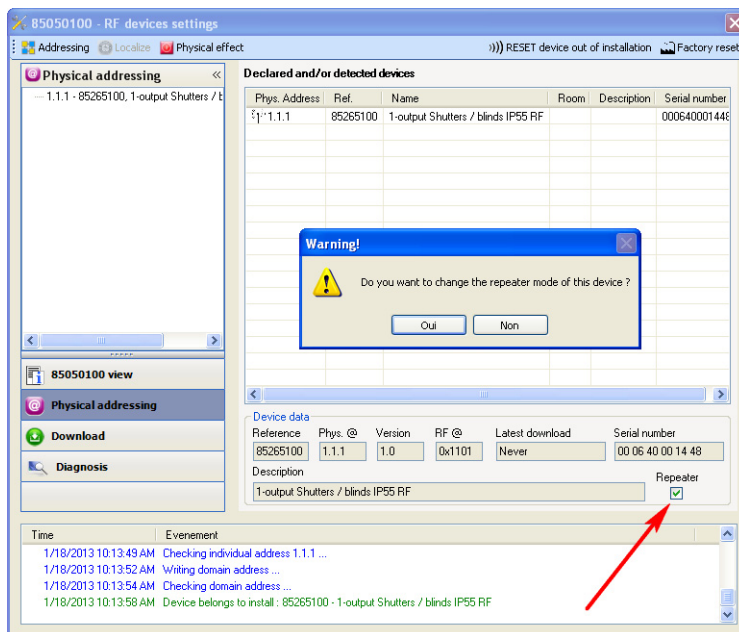 85050100 - RF devices settings
Addressing Localize Physical effect RESET device out of installation Factory reset
Physical addressing
1.1.1 - 85265100, 1-output Shutters / b
Declared and/or detected devices
Phys. Address Ref. Name Room Description Serial number
1.1.1 85265100 1-output Shutters / blinds IP55 RF 000640001448
Warning!
Do you want to change the repeater mode of this device ?
Oui Non
85050100 view
Physical addressing
Download
Diagnosis
Device data
Reference Phys. @ Version RF @ Latest download Serial number
85265100 1.1.1 1.0 0x1101 Never 00 06 40 00 14 48
Description
Repeater
1-output Shutters / blinds IP55 RF
Time Evenement
1/18/2013 10:13:49 AM Checking individual address 1.1.1 ...
1/18/2013 10:13:52 AM Writing domain address ...
1/18/2013 10:13:54 AM Checking domain address ...
1/18/2013 10:13:58 AM Device belongs to install : 85265100 - 1-output Shutters / blinds IP55 RF